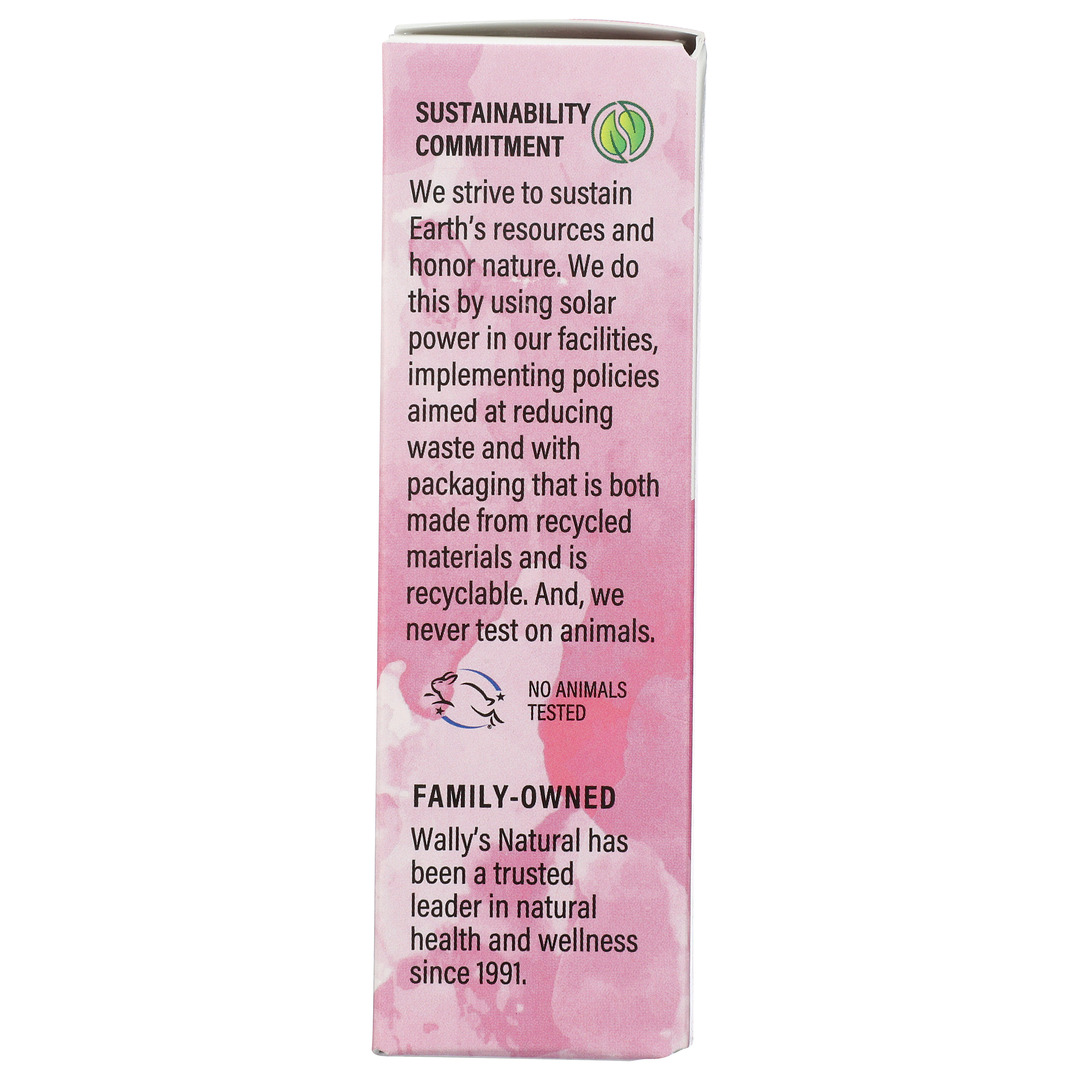 SUSTAINABILITY
COMMITMENT
We strive to sustain
Earth's resources and
honor nature. We do
this by using solar
power in our facilities,
implementing policies
aimed at reducing
waste and with
packaging that is both
made from recycled
materials and is
recyclable. And, we
never test on animals.
NO ANIMALS
TESTED
FAMILY-OWNED
Wally's Natural has
been a trusted
leader in natural
health and wellness
since 1991.